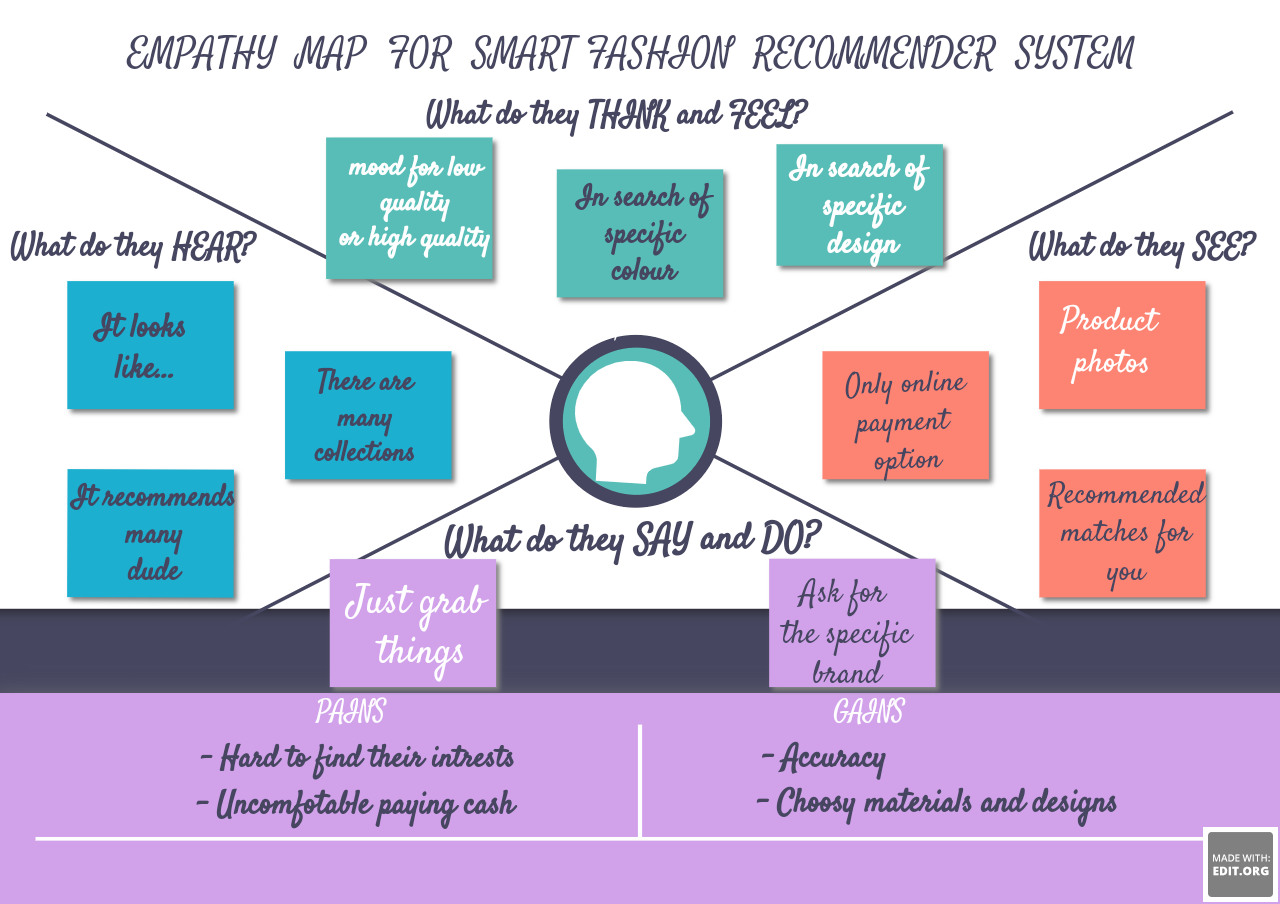 EMPATHY MAP FOR SMART FASHION RECOMMENDER SYSTEM
What do they THINK and FEEL?
mood for low
quality
or high quality
In search of
specific
colour
In search of
specific
design
What do they HEAR?
It looks
like...
There are
many
collections
It recommends
many
dude
What do they SEE?
Product
photos
Only online
payment
option
Recommended
matches for
you
What do they SAY and DO?
Just grab
things
Ask for
the specific
brand
PAINS
- Hard to find their intrests
- Uncomfotable paying cash
GAINS
- Accuracy
- Choosy materials and designs
MADE WITH:
EDIT.ORG